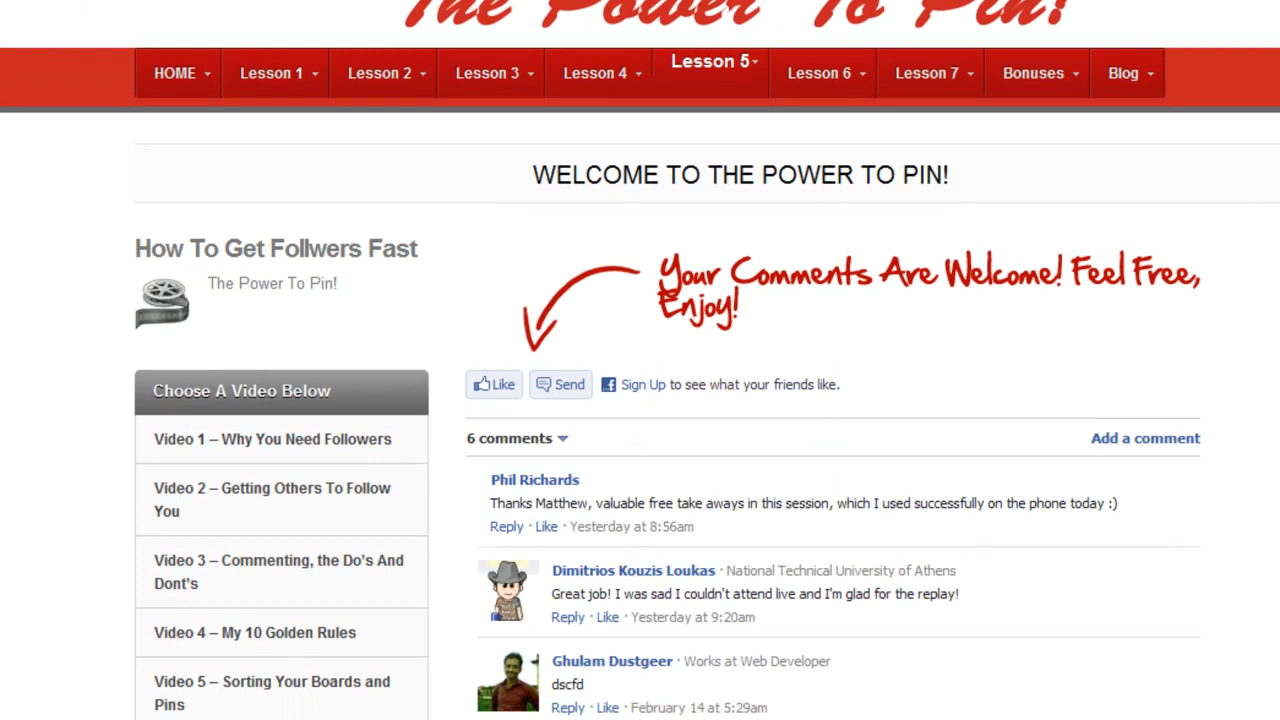 The Power To Pin!
HOME Lesson 1 Lesson 2 Lesson 3 Lesson 4 Lesson 5 Lesson 6 Lesson 7 Bonuses Blog
WELCOME TO THE POWER TO PIN!
How To Get Follwers Fast
The Power To Pin!
Your Comments Are Welcome! Feel Free,
Enjoy!
Like Send Sign Up to see what your friends like.
Choose A Video Below
Video 1 – Why You Need Followers
Video 2 – Getting Others To Follow
You
Video 3 – Commenting, the Do's And
Dont's
Video 4 – My 10 Golden Rules
Video 5 – Sorting Your Boards and
Pins
6 comments Add a comment
Phil Richards
Thanks Matthew, valuable free take aways in this session, which I used successfully on the phone today :)
Reply · Like · Yesterday at 8:56am
Dimitrios Kouzis Loukas · National Technical University of Athens
Great job! I was sad I couldn't attend live and I'm glad for the replay!
Reply · Like · Yesterday at 9:20am
Ghulam Dustgeer · Works at Web Developer
dscfd
Reply · Like · February 14 at 5:29am